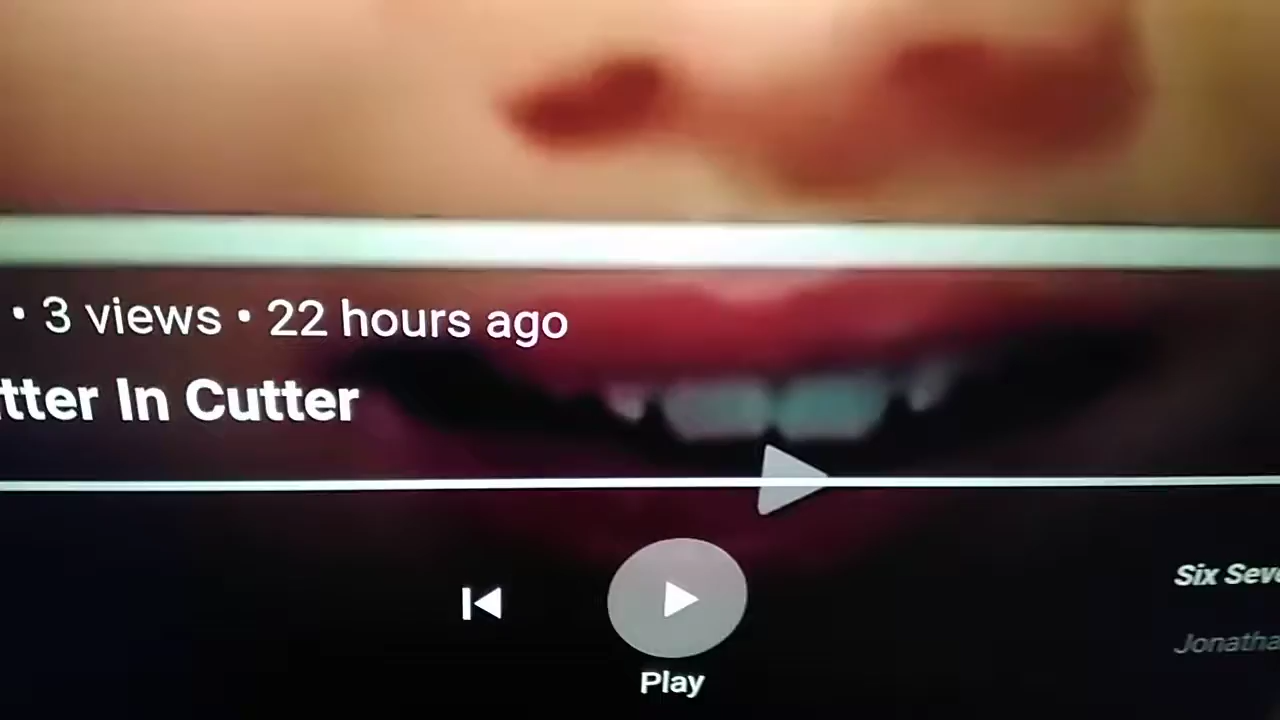 • 3 views • 22 hours ago
tter In Cutter
Six Seve
Play
Jonatha